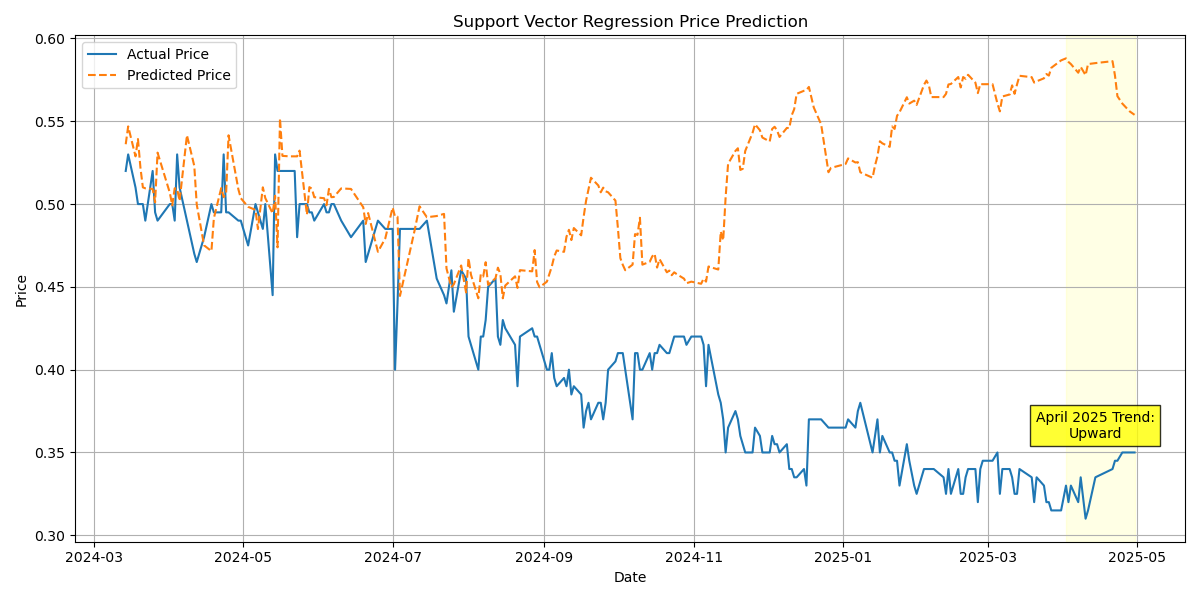 Support Vector Regression Price Prediction
Actual Price
Predicted Price
0.60
0.55
0.50
0.45
0.40
0.35
0.30
Price
April 2025 Trend:
Upward
2024-03 2024-05 2024-07 2024-09 2024-11 2025-01 2025-03 2025-05
Date